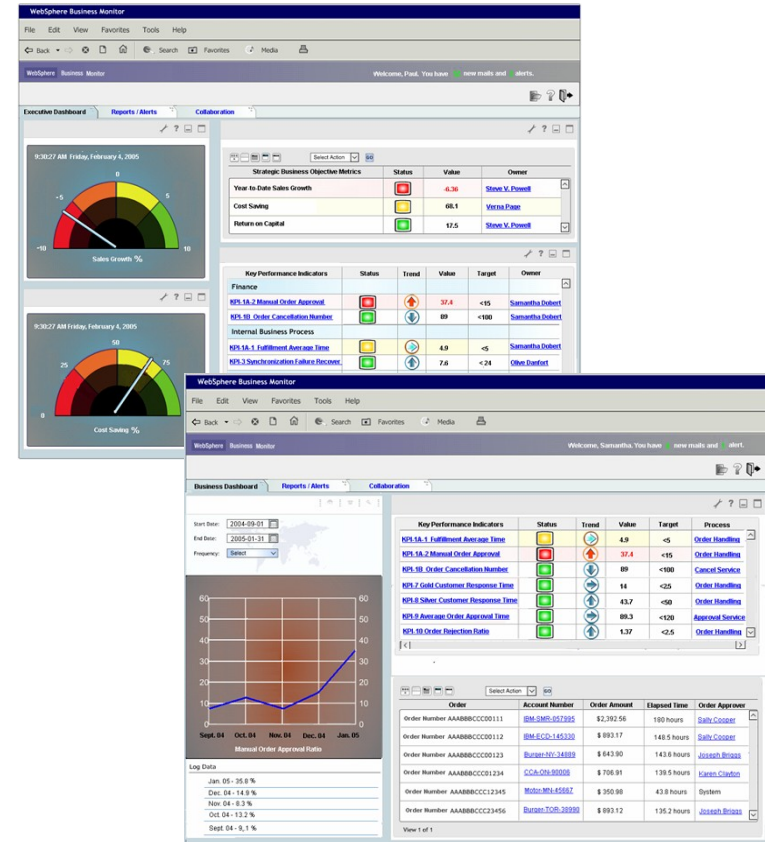 WebSphere Business Monitor
File Edit View Favorites Tools Help
Back Search Favorites Media
WebSphere Business Monitor Welcome, Paul. You have new mails and alerts.
Executive Dashboard Reports / Alerts Collaboration
9:30:27 AM Friday, February 4, 2005
0
-5 5
-10 10
Sales Growth %
Select Action GO
Strategic Business Objective Metrics Status Value Owner
Year-to-Date Sales Growth -6.36 Steve V. Powell
Cost Saving 68.1 Verna Page
Return on Capital 17.5 Steve V. Powell
9:30:27 AM Friday, February 4, 2005
50
25 75
0
Cost Saving %
Key Performance Indicators Status Trend Value Target Owner
Finance
KPI-1A-2 Manual Order Approval 37.4 <15 Samantha Dobert
KPI-1B Order Cancellation Number 89 <100 Samantha Dobert
Internal Business Process
KPI-1A-1 Fulfillment Average Time 4.9 <5 Samantha Dobert
KPI-3 Synchronization Failure Recover 7.6 < 24 Olive Danfort
WebSphere Business Monitor
File Edit View Favorites Tools Help
Back Search Favorites Media
WebSphere Business Monitor Welcome, Samantha. You have new mails and alert.
Business Dashboard Reports / Alerts Collaboration
Start Date: 2004-09-01
End Date: 2005-01-31
Frequency: Select
60 60
50 50
40 40
30 30
20 20
10 10
0 0
Sept. 04 Oct. 04 Nov. 04 Dec. 04 Jan. 05
Manual Order Approval Ratio
Log Data
Jan. 05 - 35.8 %
Dec. 04 - 14.9 %
Nov. 04 - 8.3 %
Oct. 04 - 13.2 %
Sept. 04 - 9,.1 %
Key Performance Indicators Status Trend Value Target Process
KPI-1A-1 Fulfillment Average Time 4.9 <5 Order Handling
KPI-1A-2 Manual Order Approval 37.4 <15 Order Handling
KPI-1B Order Cancellation Number 89 <100 Cancel Service
KPI-7 Gold Customer Response Time 14 <25 Order Handling
KPI-8 Silver Customer Response Time 43.7 <50 Order Handling
KPI-9 Average Order Approval Time 89.3 <120 Approval Service
KPI-10 Order Rejection Ratio 1.37 <2.5 Order Handling
Select Action GO
Order Account Number Order Amount Elapsed Time Order Approver
Order Number AAABBBCCC00111 IBM-SMR-057995 $2,392.56 180 hours Sally Cooper
Order Number AAABBBCCC00112 IBM-ECD-145330 $ 893.17 148.5 hours Sally Cooper
Order Number AAABBBCCC00123 Burger-NY-34889 $ 643.90 143.6 hours Joseph Briggs
Order Number AAABBBCCC01234 CCA-ON-90006 $ 706.91 139.5 hours Karen Clayton
Order Number AAABBBCCC12345 Motor-MN-45667 $ 350.98 43.8 hours System
Order Number AAABBBCCC23456 Burger-TOR-38990 $ 893.12 135.2 hours Joseph Briggs
View 1 of 1